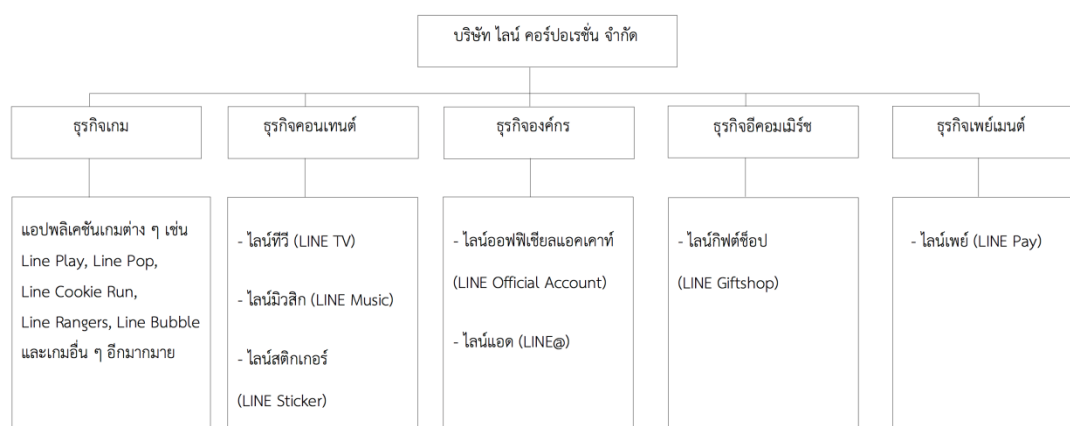 บริษัท ไลน์ คอร์ปอเรชั่น จำกัด
ธุรกิจเกม
ธุรกิจคอนเทนต์
ธุรกิจองค์กร
ธุรกิจอีคอมเมิร์ซ
ธุรกิจเพย์เมนต์
แอปพลิเคชันเกมต่าง ๆ เช่น
Line Play, Line Pop,
Line Cookie Run,
Line Rangers, Line Bubble
และเกมอื่น ๆ อีกมากมาย
- ไลน์ทีวี (LINE TV)
- ไลน์มิวสิก (LINE Music)
- ไลน์สติกเกอร์
(LINE Sticker)
- ไลน์ออฟฟิเชียลแอคเคาท์
(LINE Official Account)
- ไลน์แอด (LINE@)
- ไลน์กิฟต์ช็อป
(LINE Giftshop)
- ไลน์เพย์ (LINE Pay)